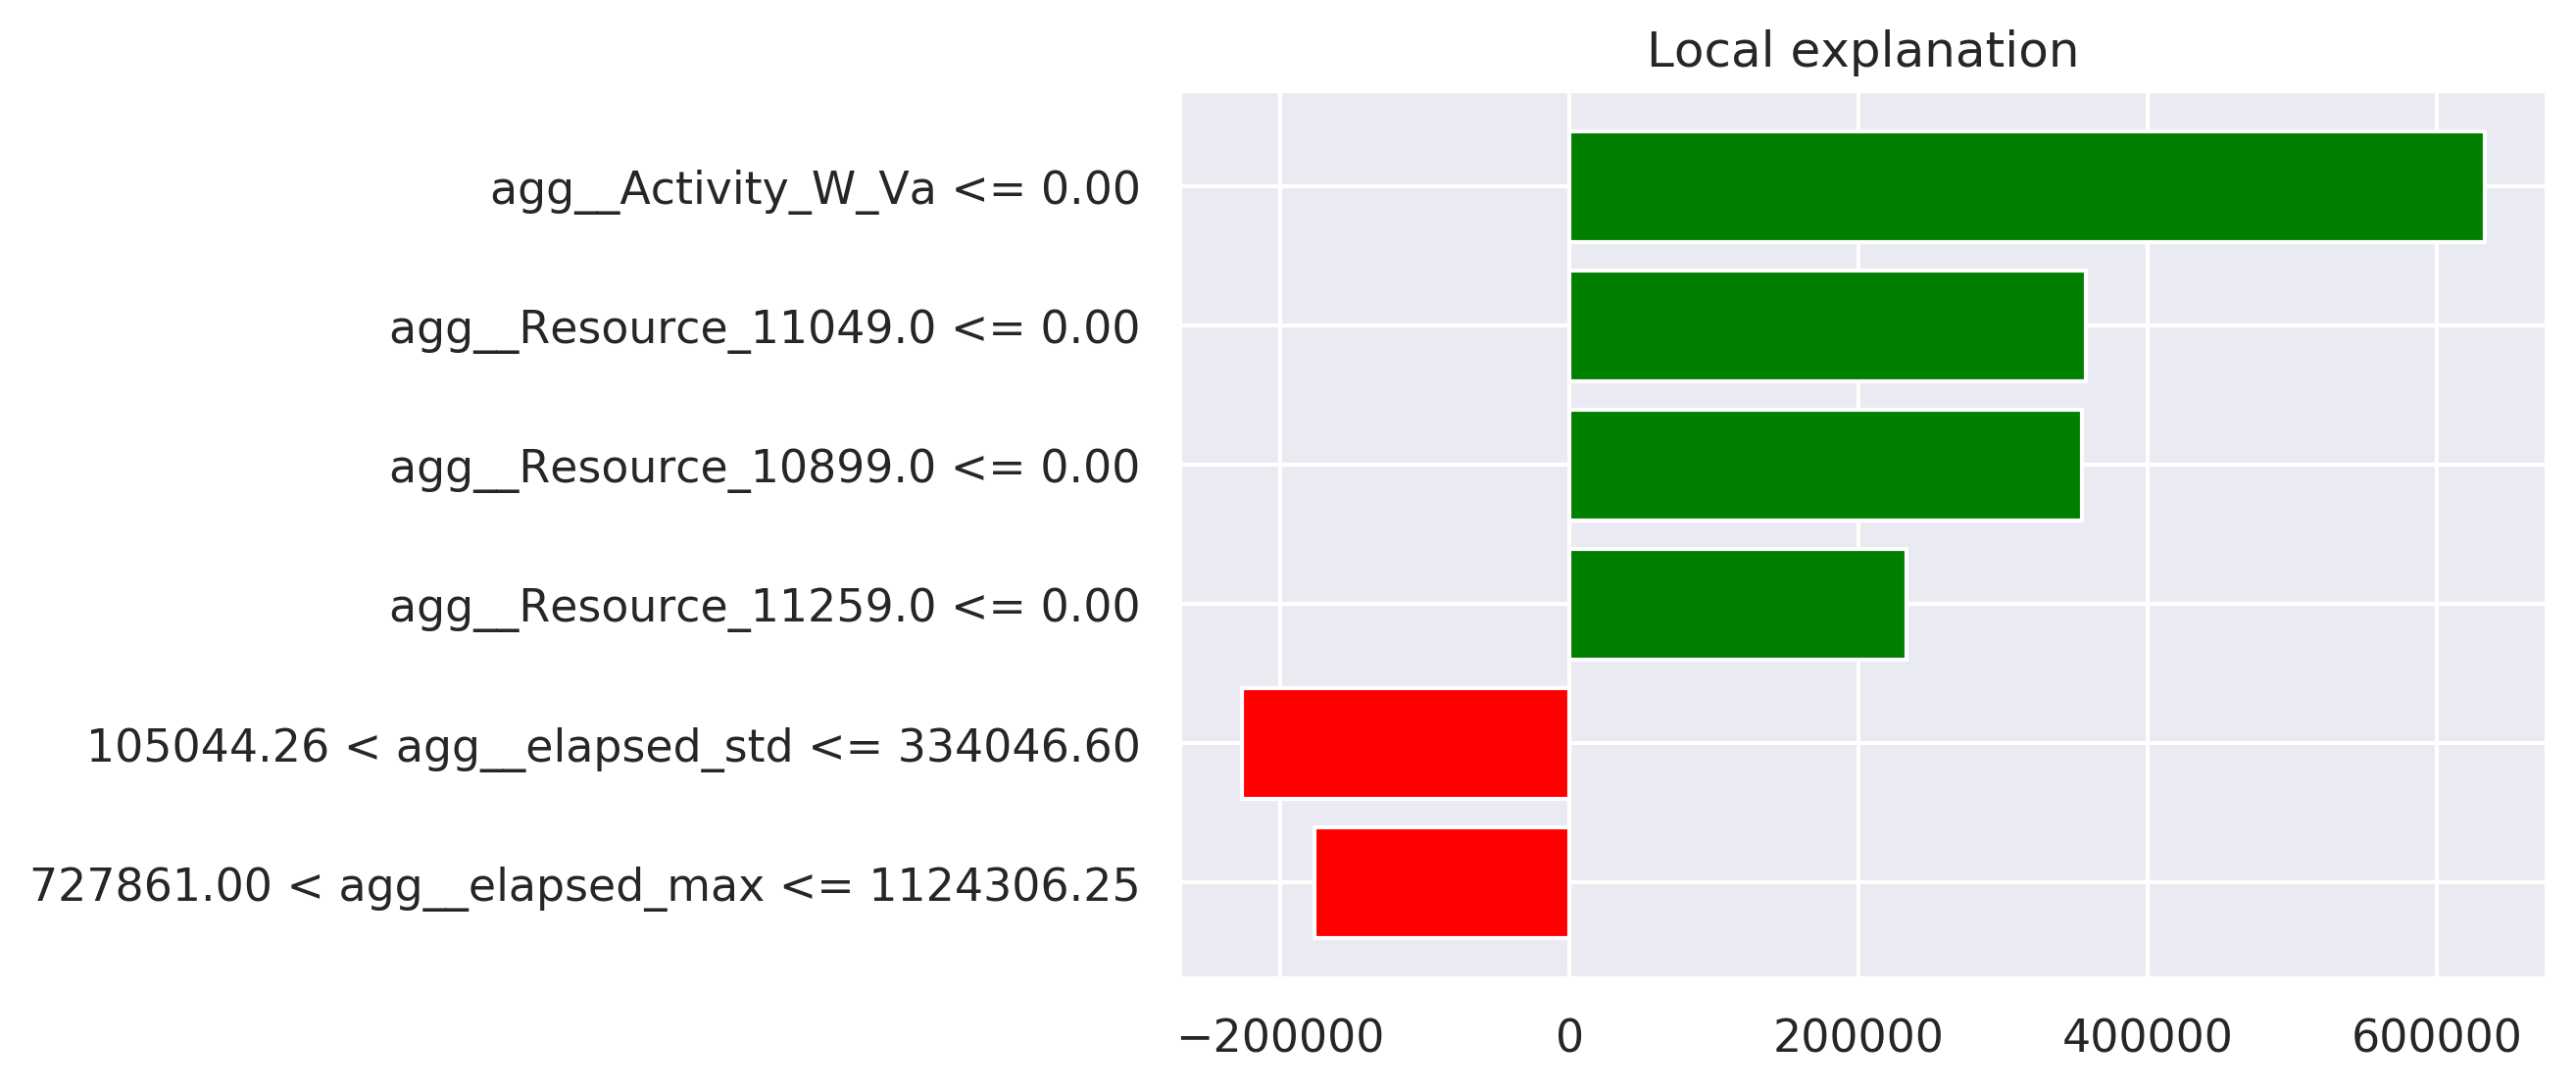 Local explanation
agg__Activity_W_Va <= 0.00
agg__Resource_11049.0 <= 0.00
agg__Resource_10899.0 <= 0.00
agg__Resource_11259.0 <= 0.00
105044.26 < agg__elapsed_std <= 334046.60
727861.00 < agg__elapsed_max <= 1124306.25
−200000 0 200000 400000 600000